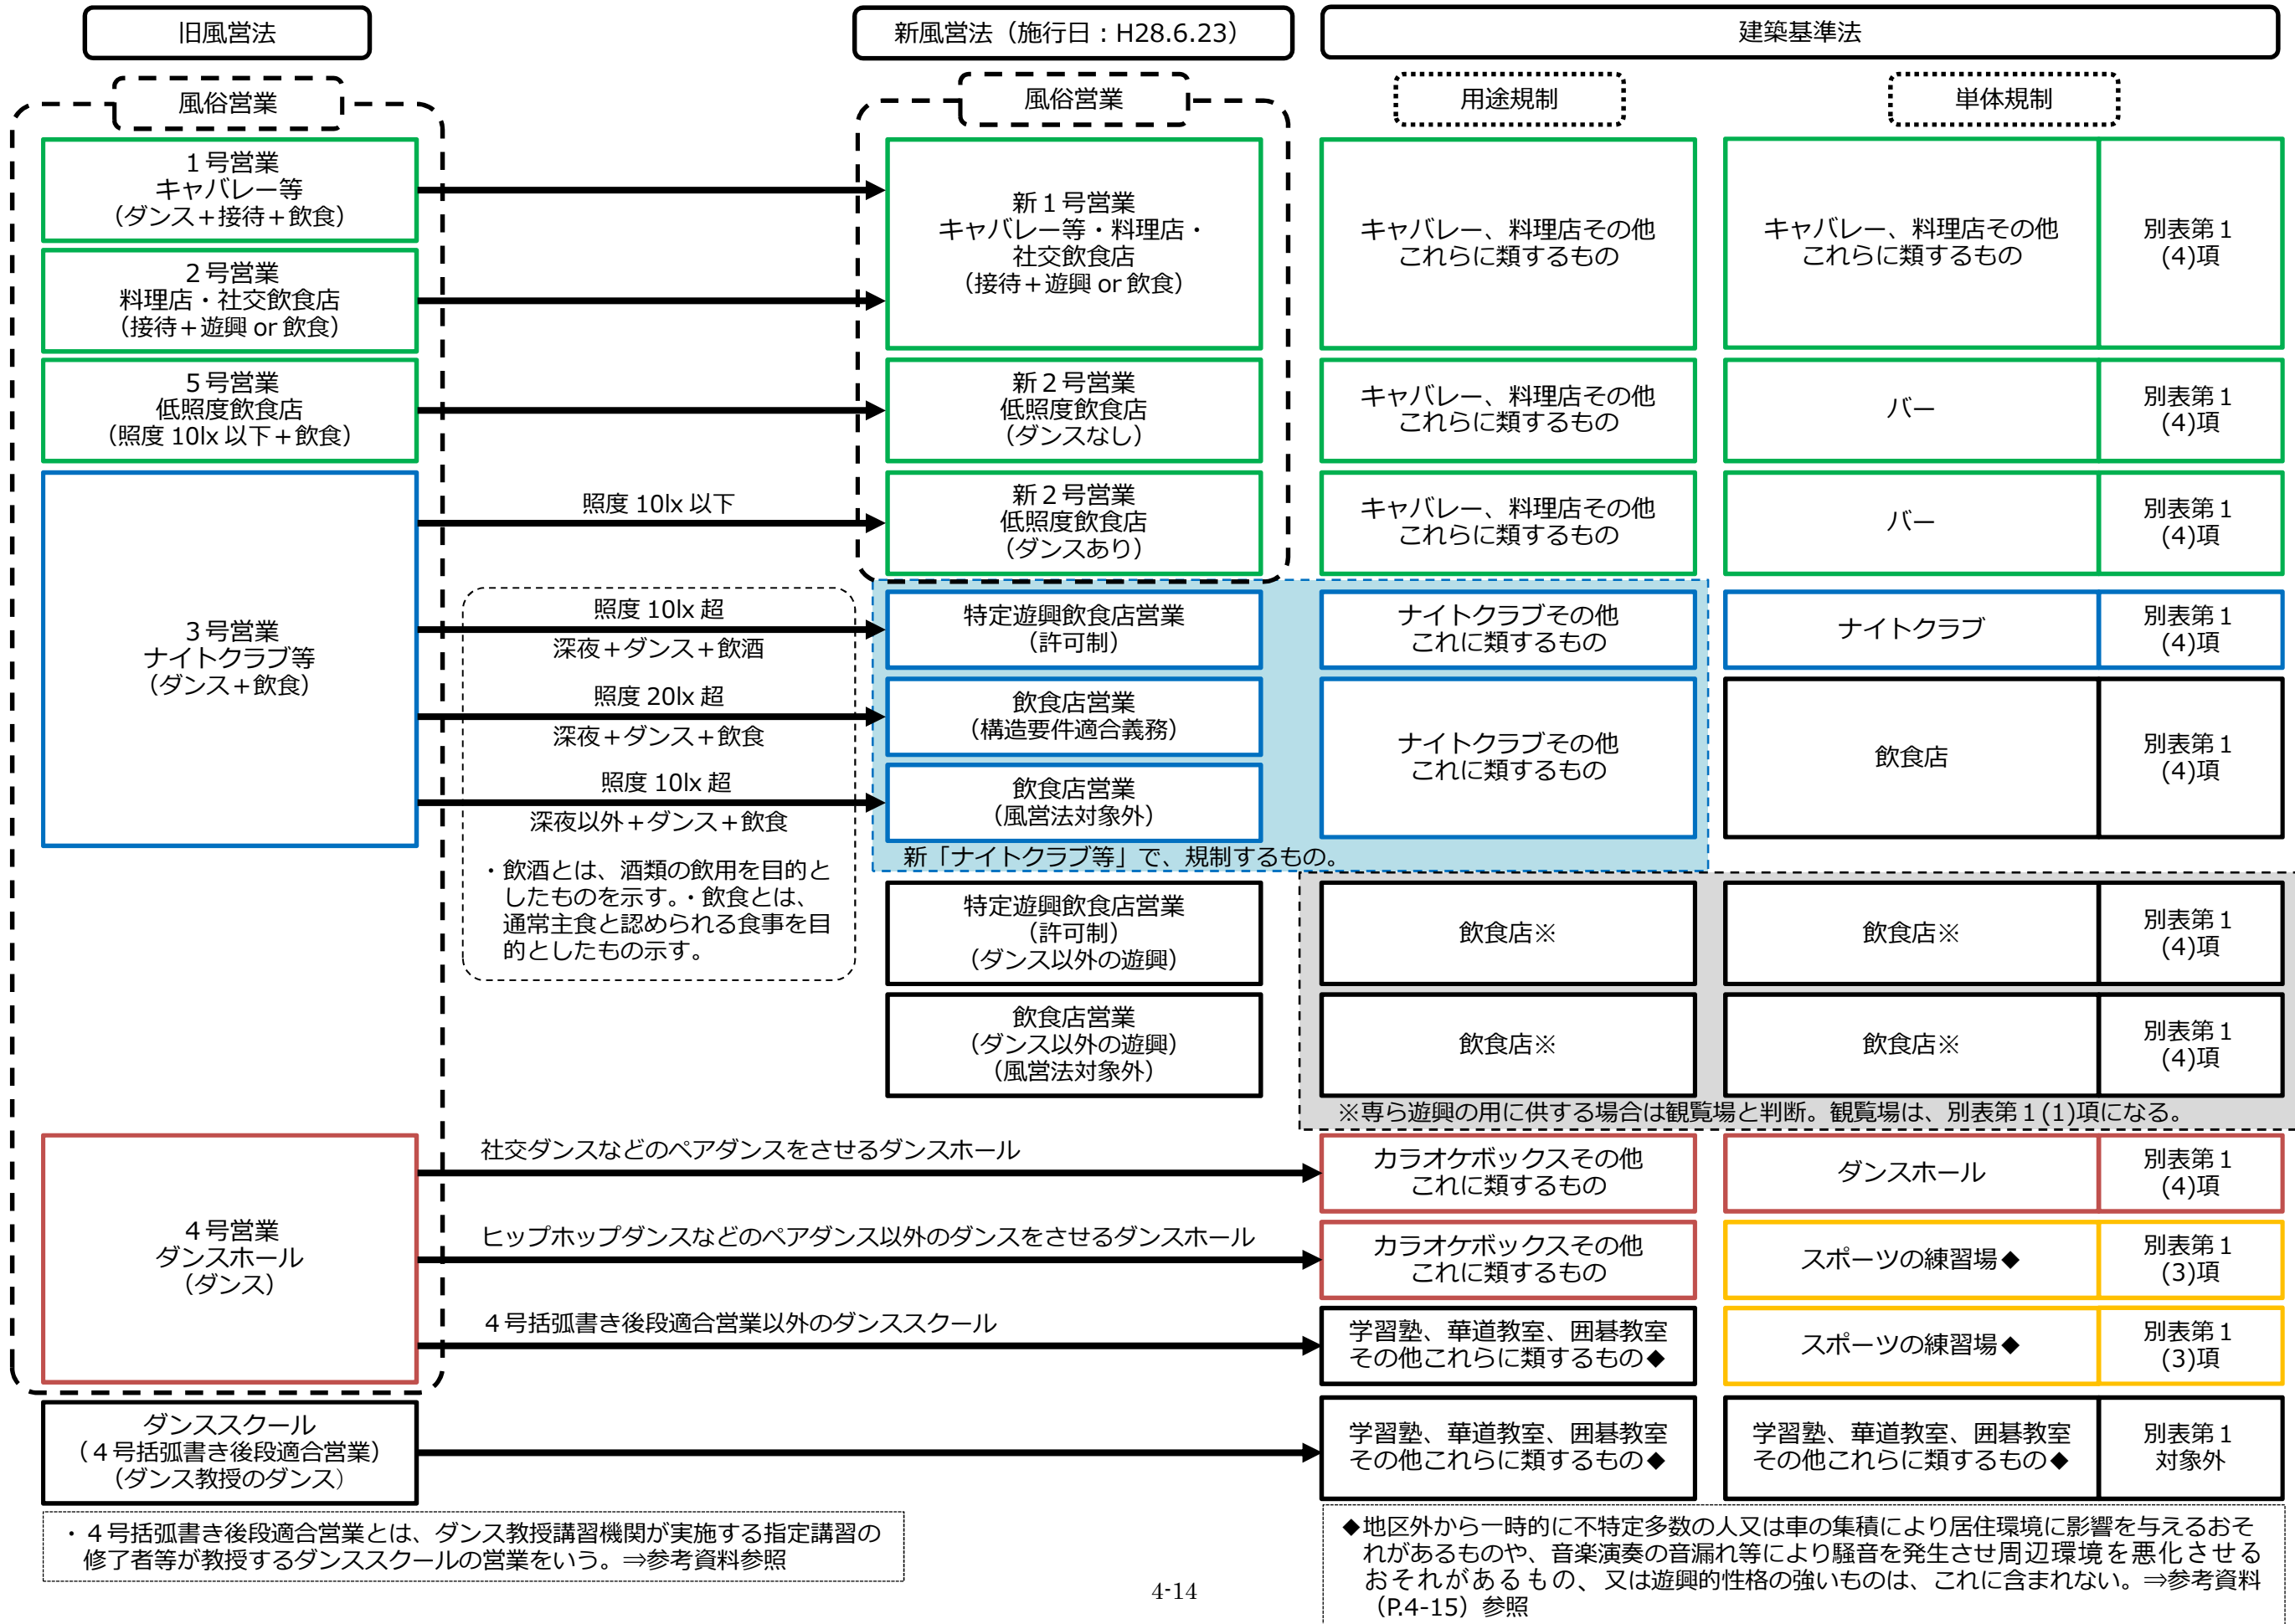 旧風営法
新風営法（施行日：H28.6.23）
建築基準法
風俗営業
風俗営業
用途規制
単体規制
１号営業
キャバレー等
（ダンス＋接待＋飲食）
２号営業
料理店・社交飲食店
（接待＋遊興 or 飲食）
５号営業
低照度飲食店
（照度 10lx 以下＋飲食）
３号営業
ナイトクラブ等
（ダンス＋飲食）
４号営業
ダンスホール
（ダンス）
ダンススクール
（４号括弧書き後段適合営業）
（ダンス教授のダンス）
照度 10lx 以下
照度 10lx 超
深夜＋ダンス＋飲酒
照度 20lx 超
深夜＋ダンス＋飲食
照度 10lx 超
深夜以外＋ダンス＋飲食
・飲酒とは、酒類の飲用を目的と
したものを示す。・飲食とは、
通常主食と認められる食事を目
的としたもの示す。
新１号営業
キャバレー等・料理店・
社交飲食店
（接待＋遊興 or 飲食）
新２号営業
低照度飲食店
（ダンスなし）
新２号営業
低照度飲食店
（ダンスあり）
特定遊興飲食店営業
（許可制）
飲食店営業
（構造要件適合義務）
飲食店営業
（風営法対象外）
新「ナイトクラブ等」で、規制するもの。
特定遊興飲食店営業
（許可制）
（ダンス以外の遊興）
飲食店営業
（ダンス以外の遊興）
（風営法対象外）
社交ダンスなどのペアダンスをさせるダンスホール
ヒップホップダンスなどのペアダンス以外のダンスをさせるダンスホール
４号括弧書き後段適合営業以外のダンススクール
キャバレー、料理店その他
これらに類するもの
キャバレー、料理店その他
これらに類するもの
別表第１
(4)項
キャバレー、料理店その他
これらに類するもの
バー
別表第１
(4)項
キャバレー、料理店その他
これらに類するもの
バー
別表第１
(4)項
ナイトクラブその他
これに類するもの
ナイトクラブ
別表第１
(4)項
ナイトクラブその他
これに類するもの
飲食店
別表第１
(4)項
飲食店※
飲食店※
別表第１
(4)項
飲食店※
飲食店※
別表第１
(4)項
※専ら遊興の用に供する場合は観覧場と判断。観覧場は、別表第１(1)項になる。
カラオケボックスその他
これに類するもの
ダンスホール
別表第１
(4)項
カラオケボックスその他
これに類するもの
スポーツの練習場◆
別表第１
(3)項
学習塾、華道教室、囲碁教室
その他これらに類するもの◆
スポーツの練習場◆
別表第１
(3)項
学習塾、華道教室、囲碁教室
その他これらに類するもの◆
学習塾、華道教室、囲碁教室
その他これらに類するもの◆
別表第１
対象外
・４号括弧書き後段適合営業とは、ダンス教授講習機関が実施する指定講習の
修了者等が教授するダンススクールの営業をいう。⇒参考資料参照
◆地区外から一時的に不特定多数の人又は車の集積により居住環境に影響を与えるおそ
れがあるものや、音楽演奏の音漏れ等により騒音を発生させ周辺環境を悪化させる
おそれがあるもの、又は遊興的性格の強いものは、これに含まれない。⇒参考資料
（P.4-15）参照
4-14